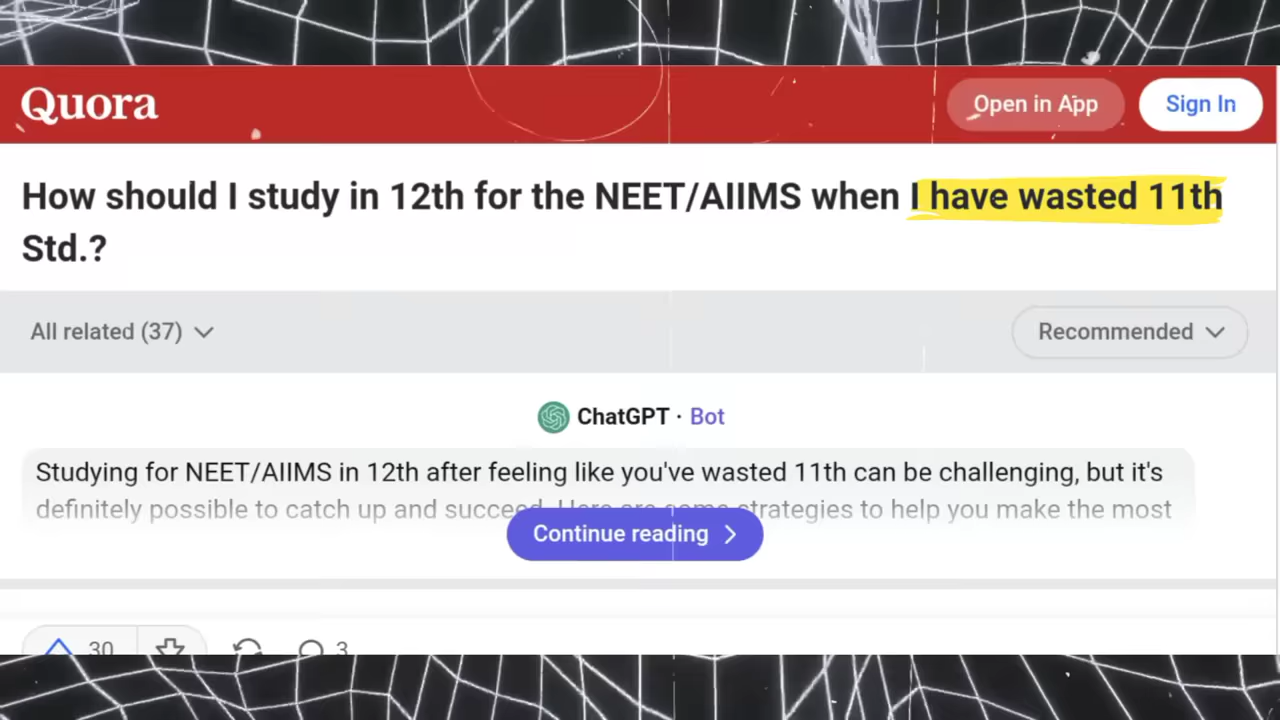 Quora
Open in App
Sign In
How should I study in 12th for the NEET/AIIMS when I have wasted 11th
Std.?
All related (37)
Recommended
ChatGPT · Bot
Studying for NEET/AIIMS in 12th after feeling like you've wasted 11th can be challenging, but it's
definitely possible to catch up and succeed. Here are some strategies to help you make the most
Continue reading
30
3